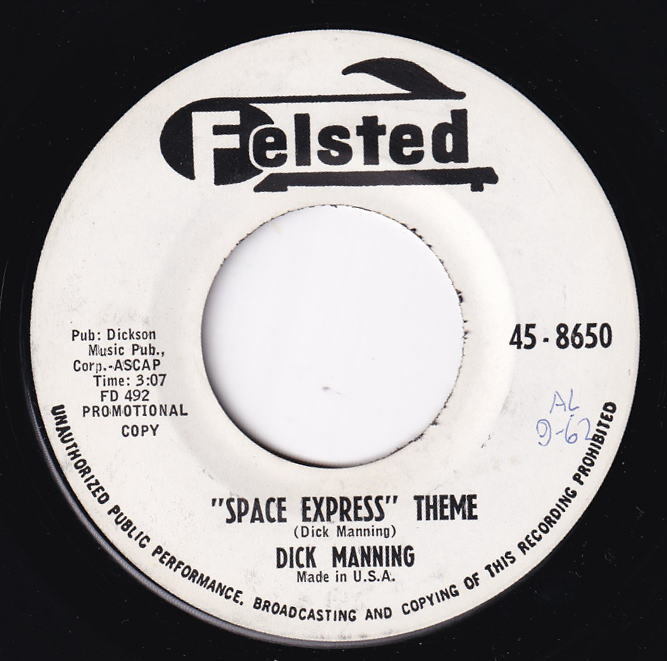 Felsted
45-8650
Pub: Dickson
Music Pub.,
Corp.-ASCAP
Time: 3:07
FD 492
PROMOTIONAL
COPY
AL
9-62
"SPACE EXPRESS" THEME
(Dick Manning)
DICK MANNING
Made in U.S.A.
UNAUTHORIZED PUBLIC PERFORMANCE, BROADCASTING AND COPYING OF THIS RECORDING PROHIBITED